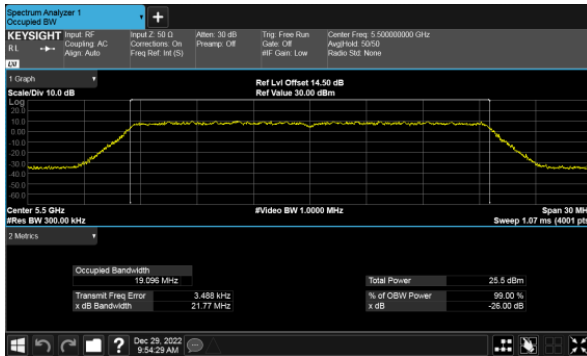 Spectrum Analyzer 1
Occupied BW
+
KEYSIGHT Input: RF Input Z: 50 Ω Atten: 30 dB Trig: Free Run Center Freq: 5.500000000 GHz
RL Coupling: AC Corrections: On Preamp: Off Gate: Off Avg|Hold: 50/50
Align: Auto Freq Ref: Int (S) #IF Gain: Low Radio Std: None
1 Graph
Ref Lvl Offset 14.50 dB
Scale/Div 10.0 dB Ref Value 30.00 dBm
Log
20.0
10.0
0.00
-10.0
-20.0
-30.0
-40.0
-50.0
-60.0
Center 5.5 GHz #Video BW 1.0000 MHz Span 30 MH
#Res BW 300.00 kHz Sweep 1.07 ms (4001 pts
2 Metrics
Occupied Bandwidth
19.096 MHz Total Power 25.5 dBm
Transmit Freq Error 3.488 kHz % of OBW Power 99.00 %
x dB Bandwidth 21.77 MHz x dB -26.00 dB
? Dec 29, 2022
9:54:29 AM